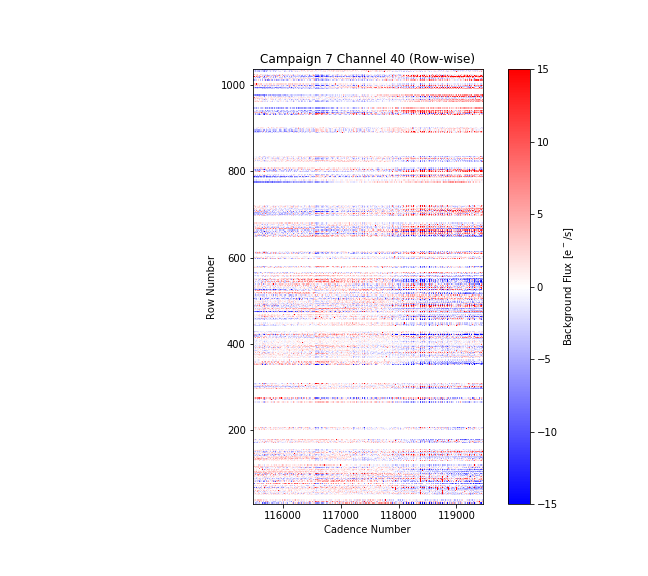 Campaign 7 Channel 40 (Row-wise)
1000
800
600
400
200
Row Number
116000 117000 118000 119000
Cadence Number
15
10
5
0
−5
−10
−15
Background Flux [e⁻/s]